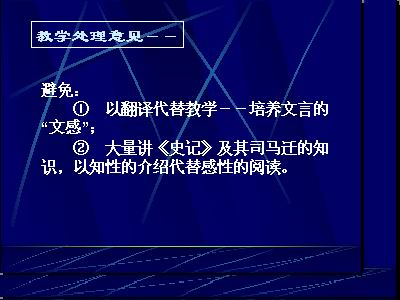 教学处理意见－－
避免：
① 以翻译代替教学－－培养文言的
“文感”；
② 大量讲《史记》及其司马迁的知
识，以知性的介绍代替感性的阅读。